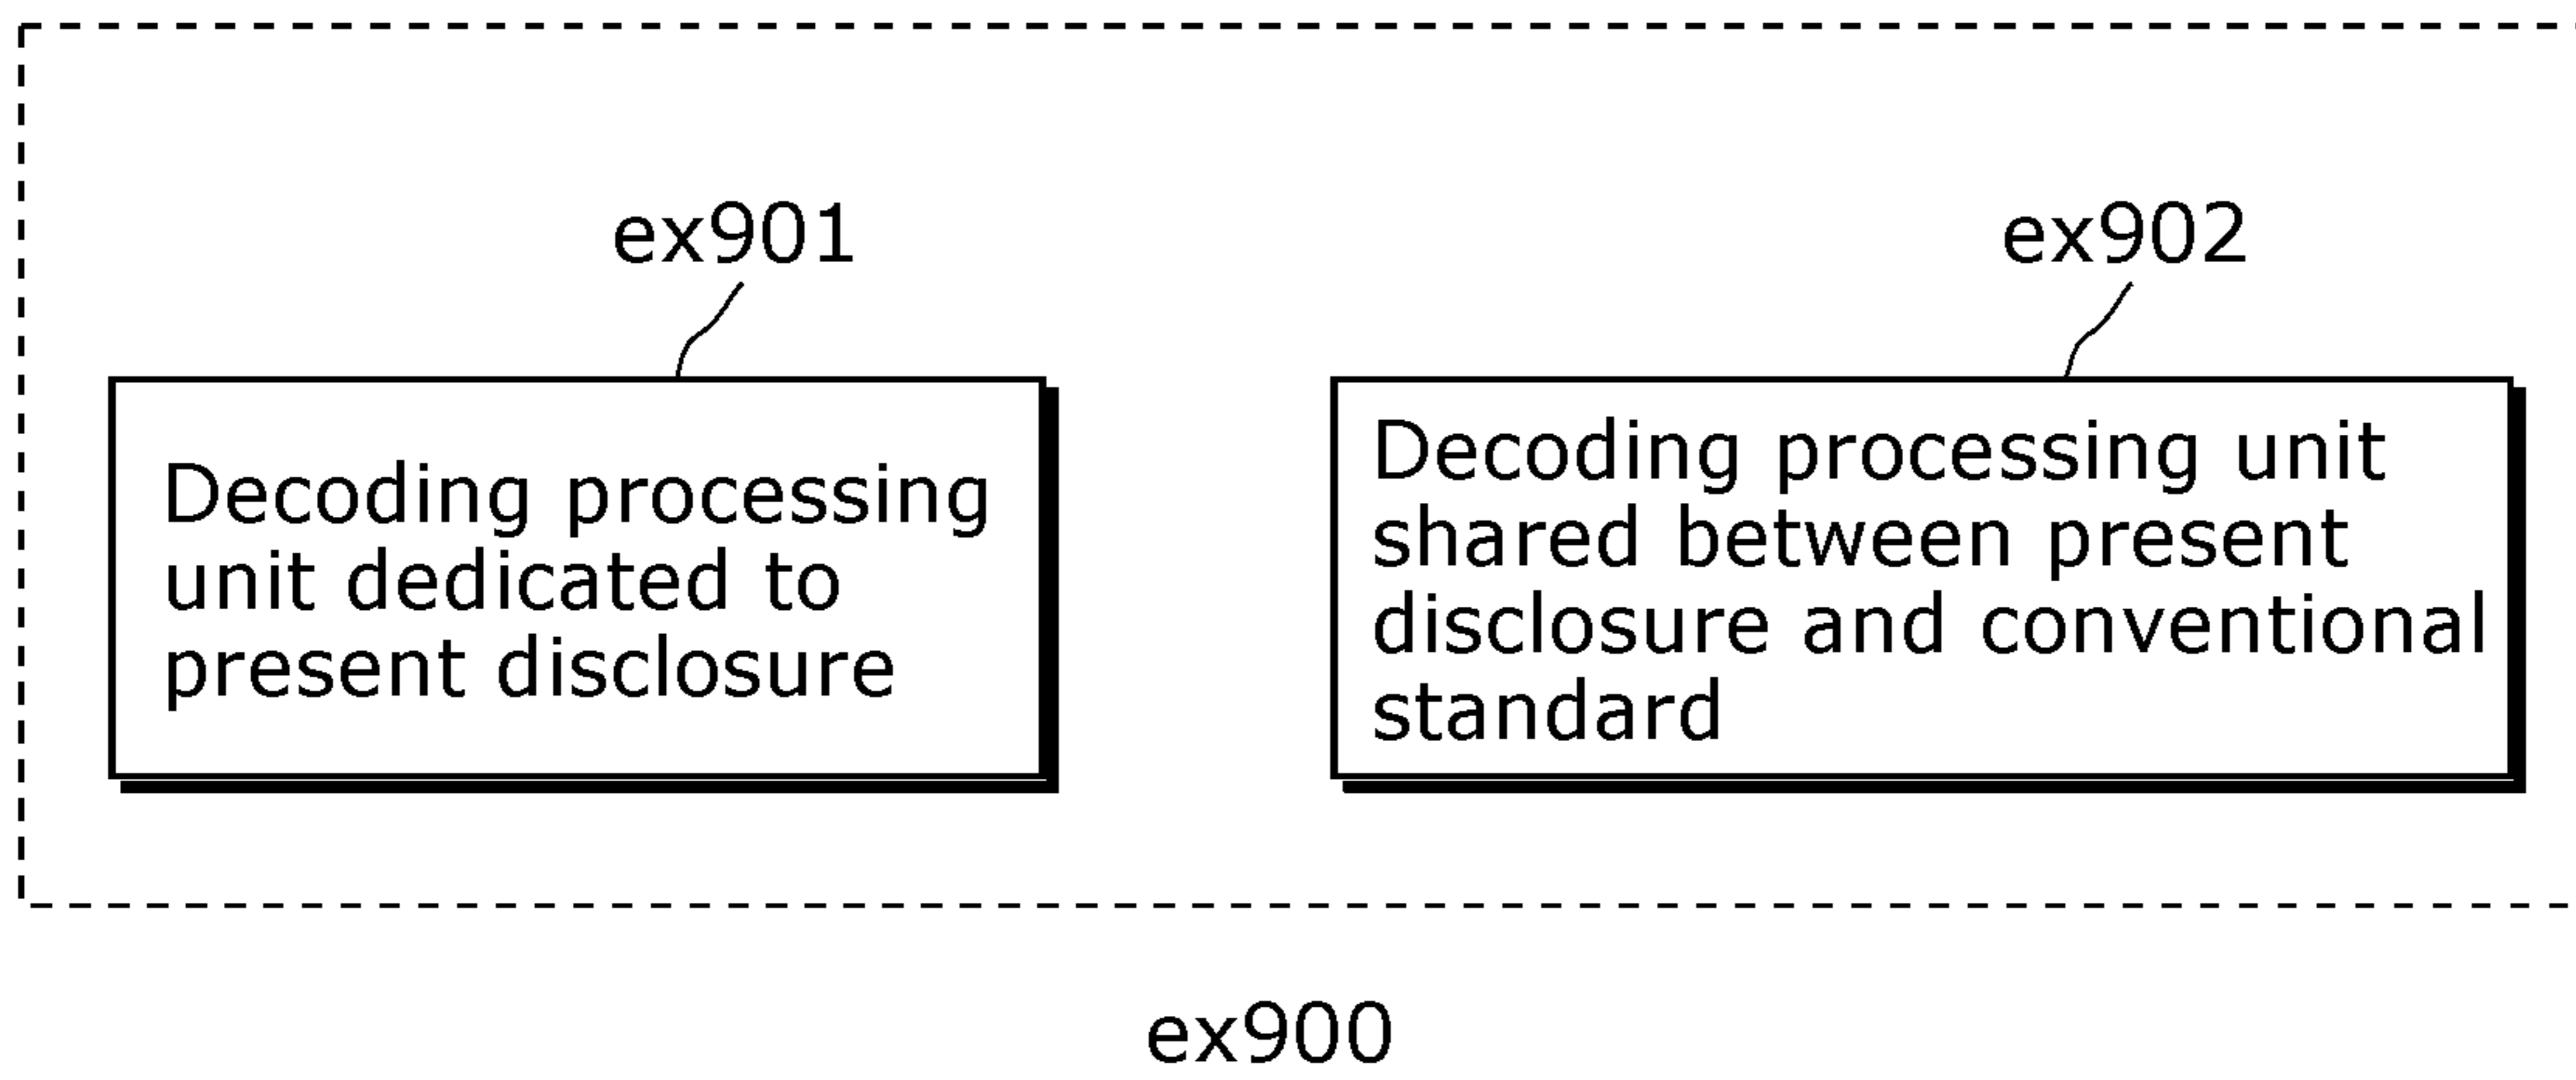 ex901
ex902
Decoding processing
unit dedicated to
present disclosure
Decoding processing unit
shared between present
disclosure and conventional
standard
ex900